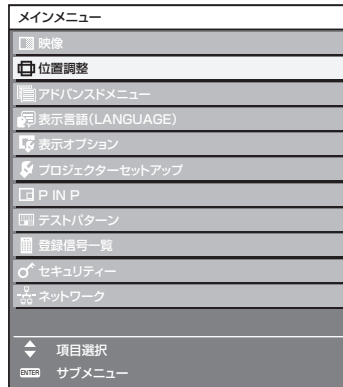 メインメニュー
映像
位置調整
アドバンスドメニュー
表示言語(LANGUAGE)
表示オプション
プロジェクターセットアップ
P IN P
テストパターン
登録信号一覧
セキュリティー
ネットワーク
項目選択
ENTER サブメニュー